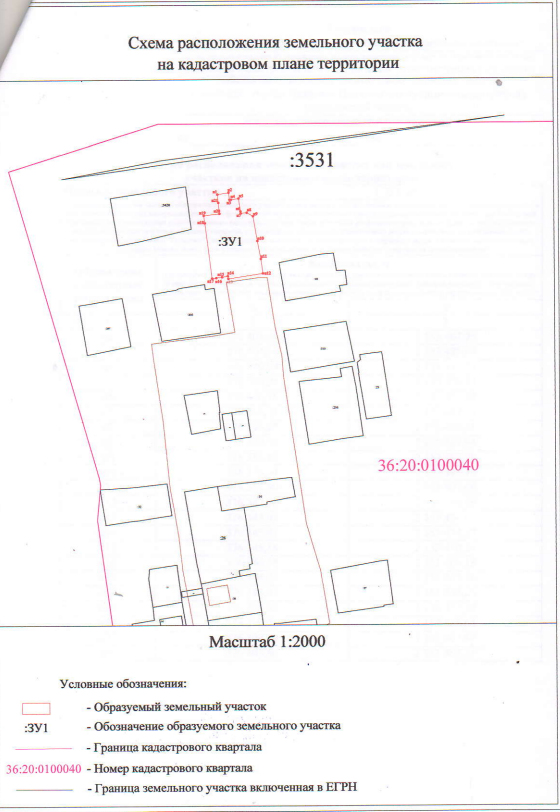 Схема расположения земельного участка
на кадастровом плане территории
:3531
:ЗУ1
36:20:0100040
Масштаб 1:2000
Условные обозначения:
- Образуемый земельный участок
:ЗУ1 - Обозначение образуемого земельного участка
- Граница кадастрового квартала
36:20:0100040 - Номер кадастрового квартала
- Граница земельного участка включенная в ЕГРН